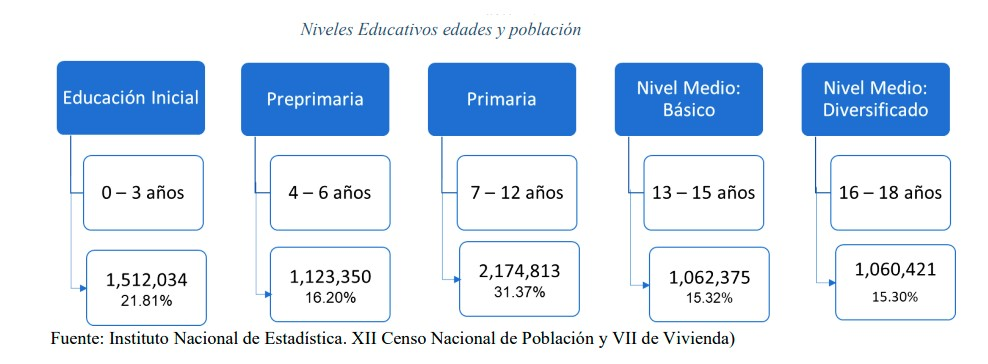 Niveles Educativos edades y población
Educación Inicial
0 – 3 años
1,512,034
21.81%
Preprimaria
4 – 6 años
1,123,350
16.20%
Primaria
7 – 12 años
2,174,813
31.37%
Nivel Medio:
Básico
13 – 15 años
1,062,375
15.32%
Nivel Medio:
Diversificado
16 – 18 años
1,060,421
15.30%
Fuente: Instituto Nacional de Estadística. XII Censo Nacional de Población y VII de Vivienda)